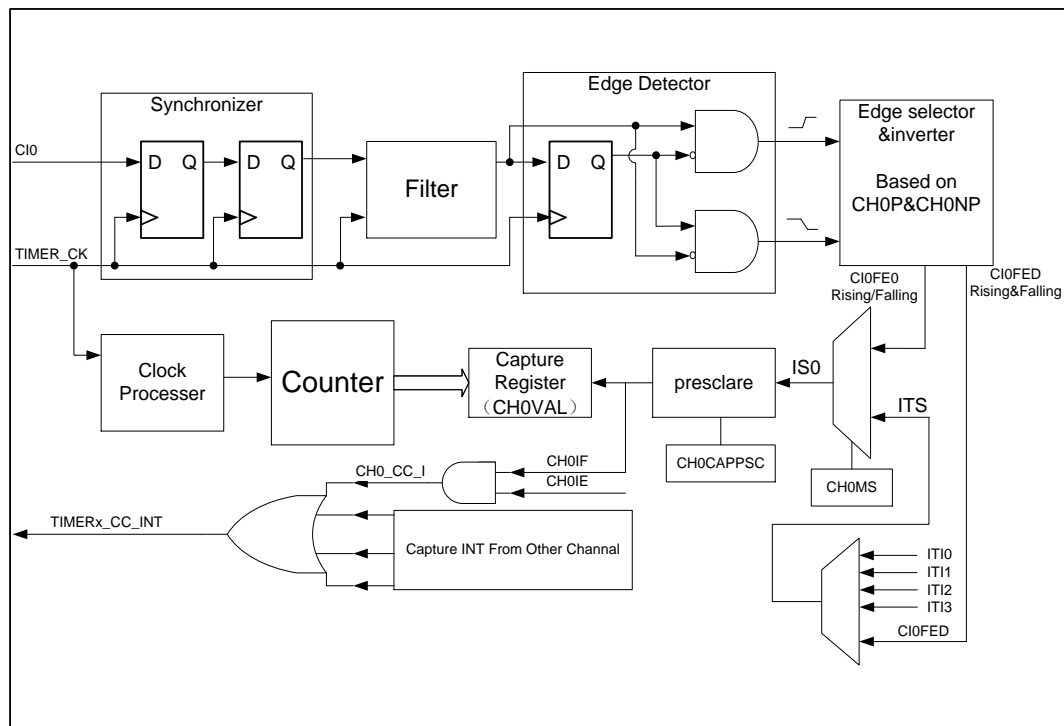 Synchronizer
Edge Detector
Edge selector
&inverter
Based on
CH0P&CH0NP
CI0
D Q
D Q
Filter
D Q
TIMER_CK
CI0FE0
Rising/Falling
CI0FED
Rising&Falling
Clock
Processer
Counter
Capture
Register
（CH0VAL）
presclare
IS0
ITS
CH0CAPPSC
CH0MS
CH0_CC_I
CH0IF
CH0IE
TIMERx_CC_INT
Capture INT From Other Channal
ITI0
ITI1
ITI2
ITI3
CI0FED